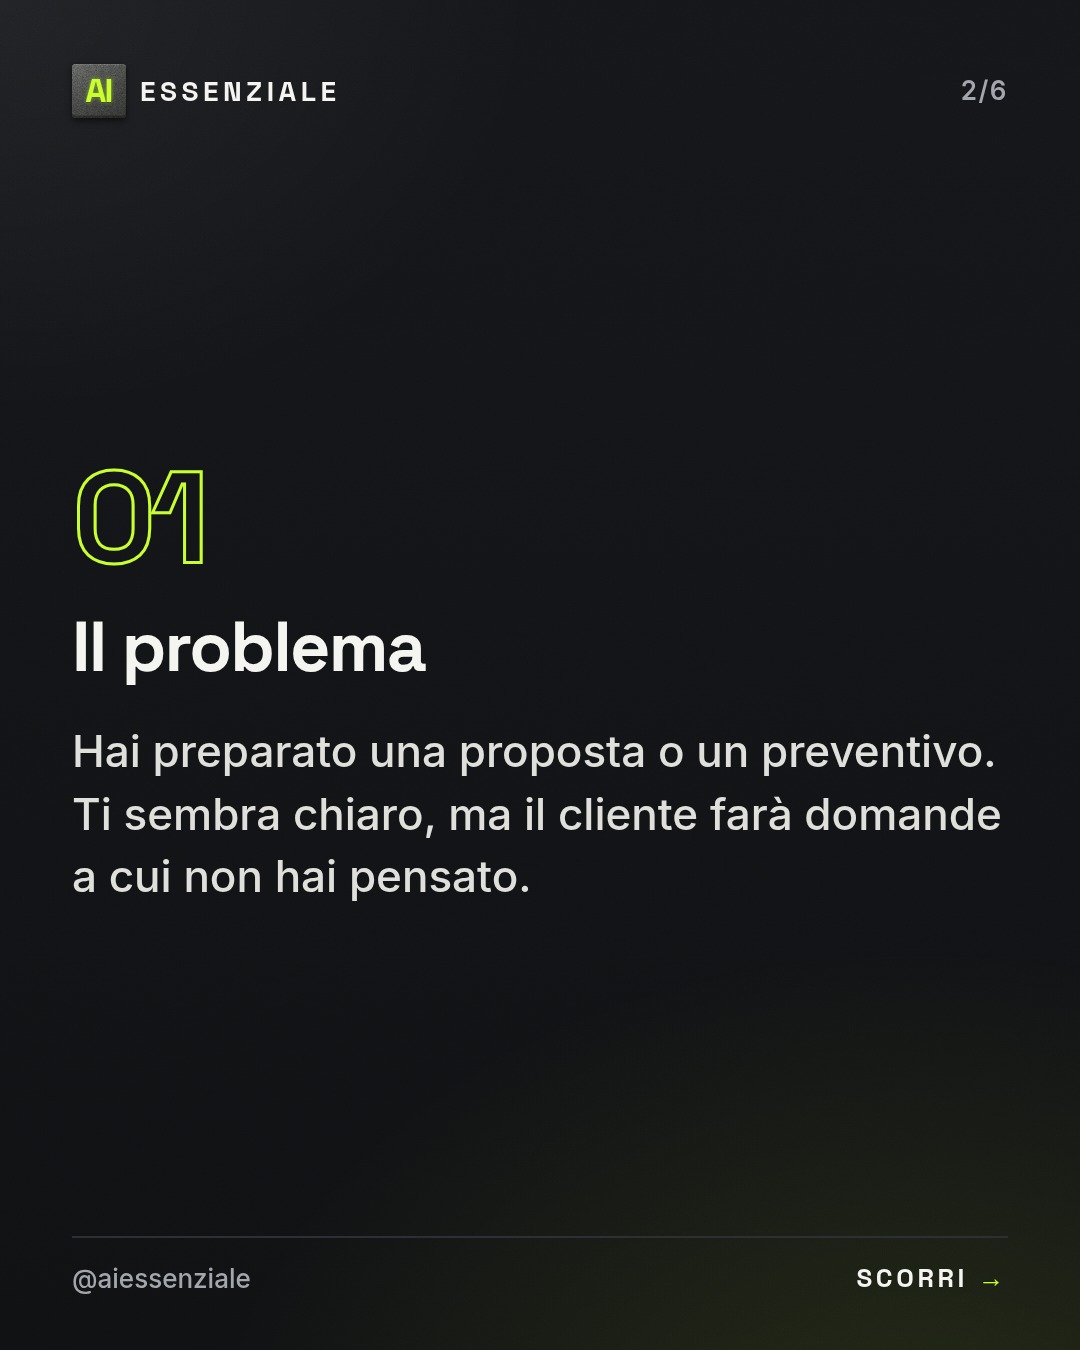 AI ESSENZIALE
2/6
01
Il problema
Hai preparato una proposta o un preventivo.
Ti sembra chiaro, ma il cliente farà domande
a cui non hai pensato.
@aiessenziale
SCORRI →